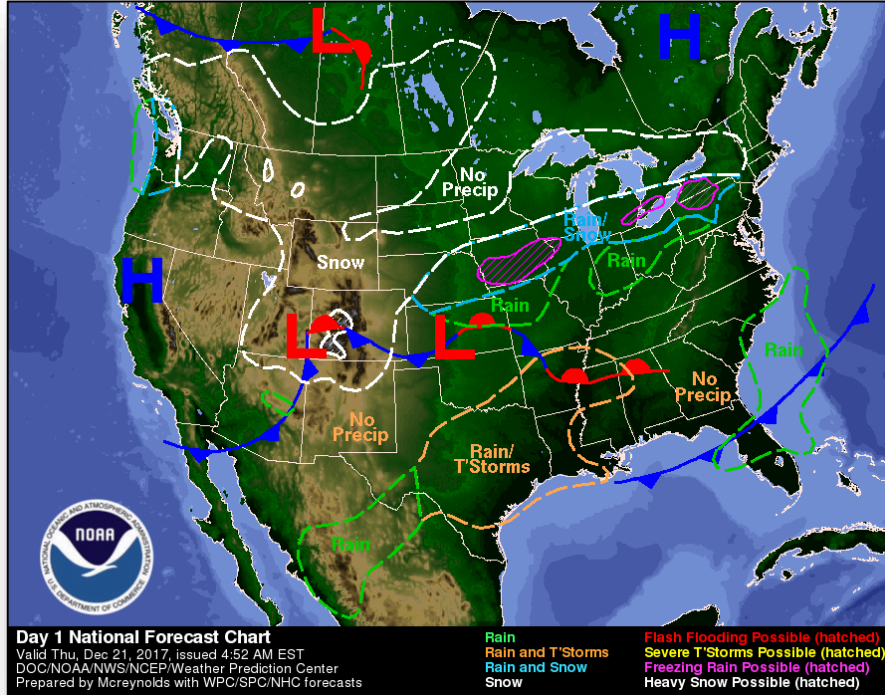 L
H
No
Precip
Rain/
Snow
Rain
Snow
H
Rain
L
L
Rain
No
Precip
No
Precip
Rain/
T'Storms
Rain
NATIONAL OCEANIC AND ATMOSPHERIC ADMINISTRATION
NOAA
U.S. DEPARTMENT OF COMMERCE
Day 1 National Forecast Chart
Valid Thu, Dec 21, 2017, issued 4:52 AM EST
DOC/NOAA/NWS/NCEP/Weather Prediction Center
Prepared by Mcreynolds with WPC/SPC/NHC forecasts
Rain
Rain and T'Storms
Rain and Snow
Snow
Flash Flooding Possible (hatched)
Severe T'Storms Possible (hatched)
Freezing Rain Possible (hatched)
Heavy Snow Possible (hatched)